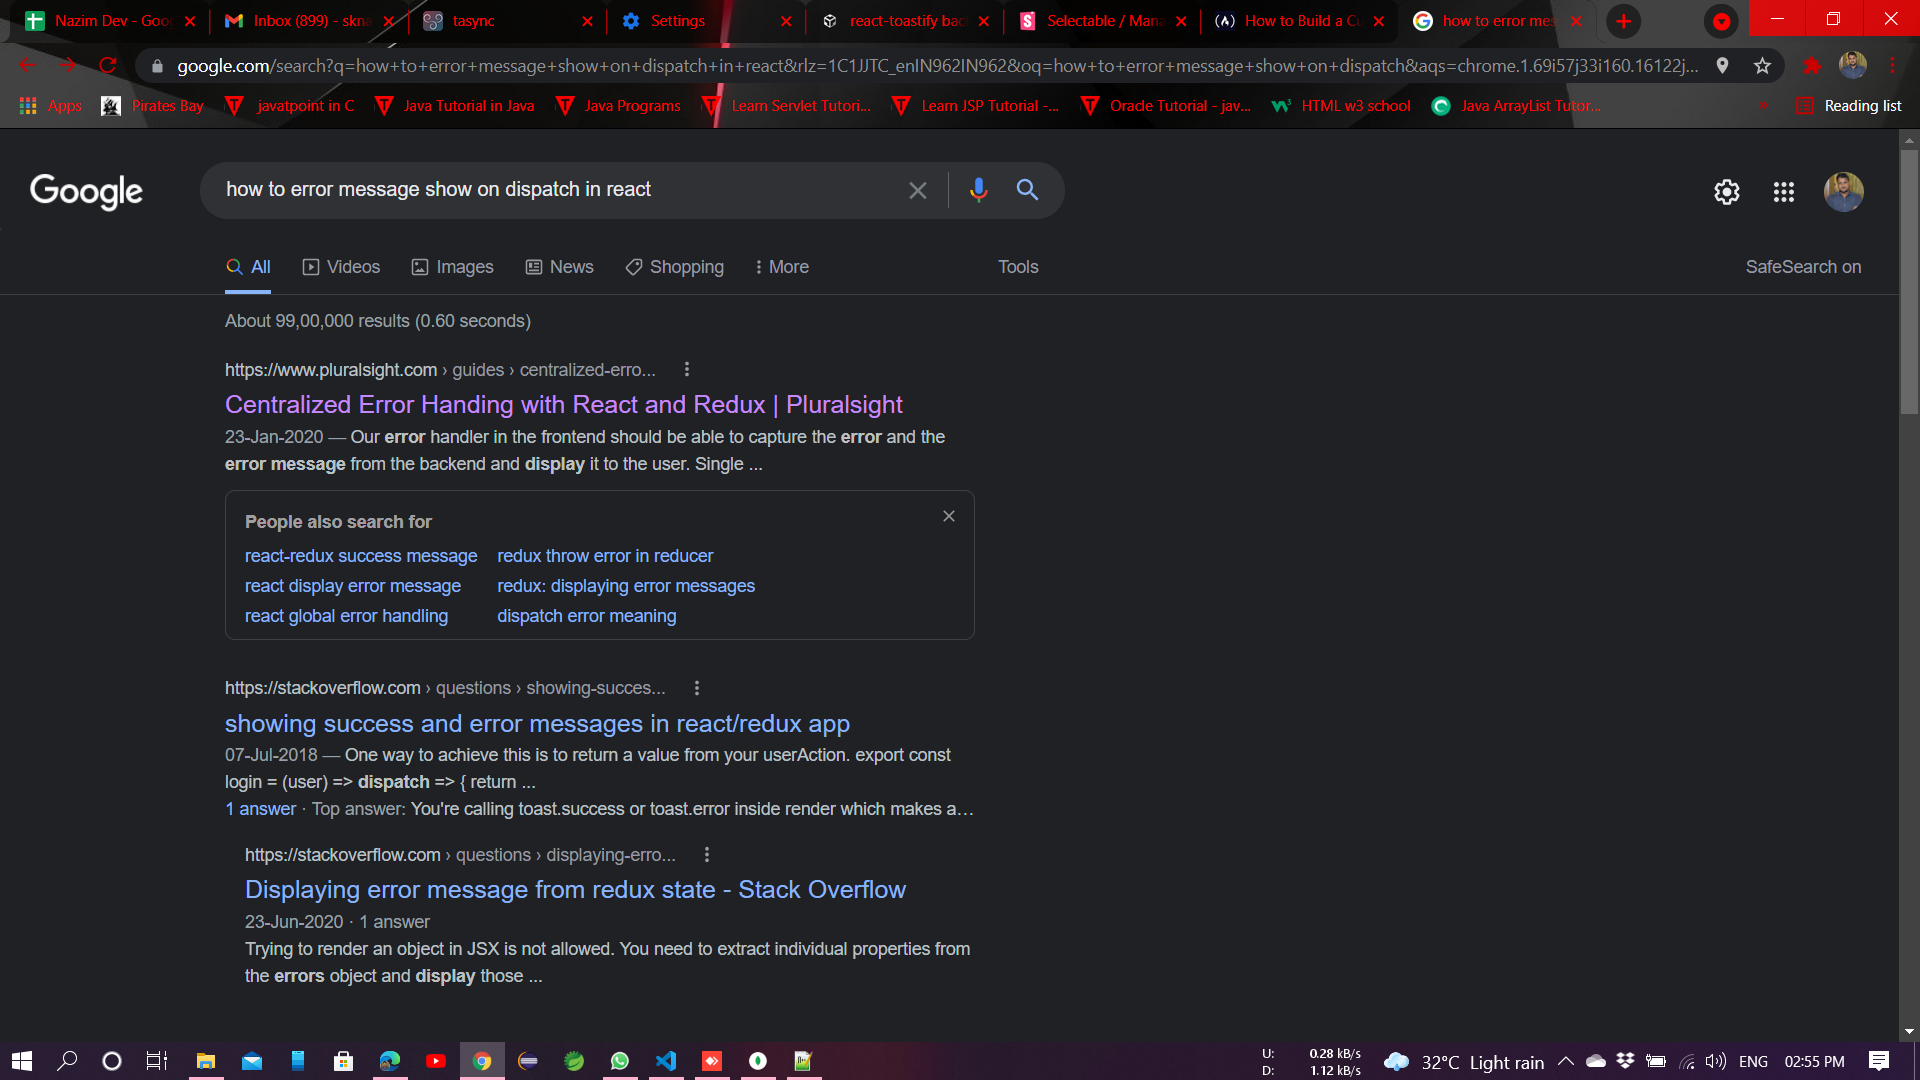 Nazim Dev - Goo
Inbox (899) - skna
tasync
Settings
react-toastify bac
Selectable / Mana
How to Build a Cu
how to error mes
google.com/search?q=how+to+error+message+show+on+dispatch+in+react&rlz=1C1JJTC_enIN962IN962&oq=how+to+error+message+show+on+dispatch&aqs=chrome.1.69i57j33i160.16122j...
Apps
Pirates Bay
javatpoint in C
Java Tutorial in Java
Java Programs
Learn Servlet Tutori...
Learn JSP Tutorial -...
Oracle Tutorial - jav...
HTML w3 school
Java ArrayList Tutor...
»
Reading list
Google
how to error message show on dispatch in react
All
Videos
Images
News
Shopping
More
Tools
SafeSearch on
About 99,00,000 results (0.60 seconds)
https://www.pluralsight.com › guides › centralized-erro...
Centralized Error Handing with React and Redux | Pluralsight
23-Jan-2020 — Our error handler in the frontend should be able to capture the error and the
error message from the backend and display it to the user. Single ...
People also search for
react-redux success message
redux throw error in reducer
react display error message
redux: displaying error messages
react global error handling
dispatch error meaning
https://stackoverflow.com › questions › showing-succes...
showing success and error messages in react/redux app
07-Jul-2018 — One way to achieve this is to return a value from your userAction. export const
login = (user) => dispatch => { return ...
1 answer · Top answer: You're calling toast.success or toast.error inside render which makes a...
https://stackoverflow.com › questions › displaying-erro...
Displaying error message from redux state - Stack Overflow
23-Jun-2020 · 1 answer
Trying to render an object in JSX is not allowed. You need to extract individual properties from
the errors object and display those ...
U: 0.28 kB/s
D: 1.12 kB/s
32°C Light rain
ENG
02:55 PM